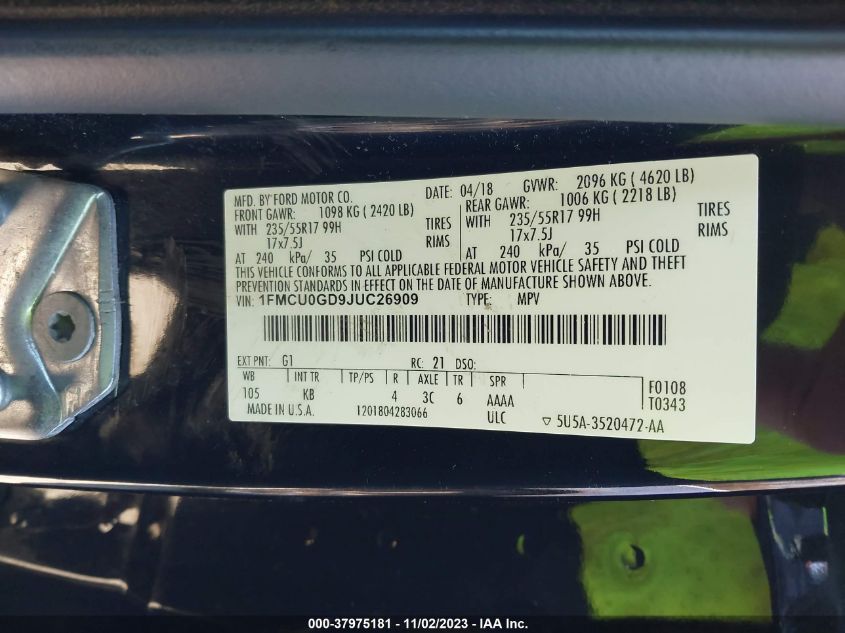 MFD. BY FORD MOTOR CO. DATE: 04/18 GVWR: 2096 KG ( 4620 LB)
FRONT GAWR: 1098 KG ( 2420 LB) REAR GAWR: 1006 KG ( 2218 LB)
WITH 235/55R17 99H TIRES WITH 235/55R17 99H TIRES
17x7.5J RIMS 17x7.5J RIMS
AT 240 kPa/ 35 PSI COLD AT 240 kPa/ 35 PSI COLD
THIS VEHICLE CONFORMS TO ALL APPLICABLE FEDERAL MOTOR VEHICLE SAFETY AND THEFT
PREVENTION STANDARDS IN EFFECT ON THE DATE OF MANUFACTURE SHOWN ABOVE.
VIN: 1FMCU0GD9JUC26909 TYPE: MPV
EXT PNT: G1 RC: 21 DSO:
WB INT TR TP/PS R AXLE TR SPR F0108
105 KB 4 3C 6 AAAA T0343
MADE IN U.S.A. 1201804283066 ULC ▽ 5U5A-3520472-AA
000-37975181 - 11/02/2023 - © Copyright 2023 IAA, Inc.